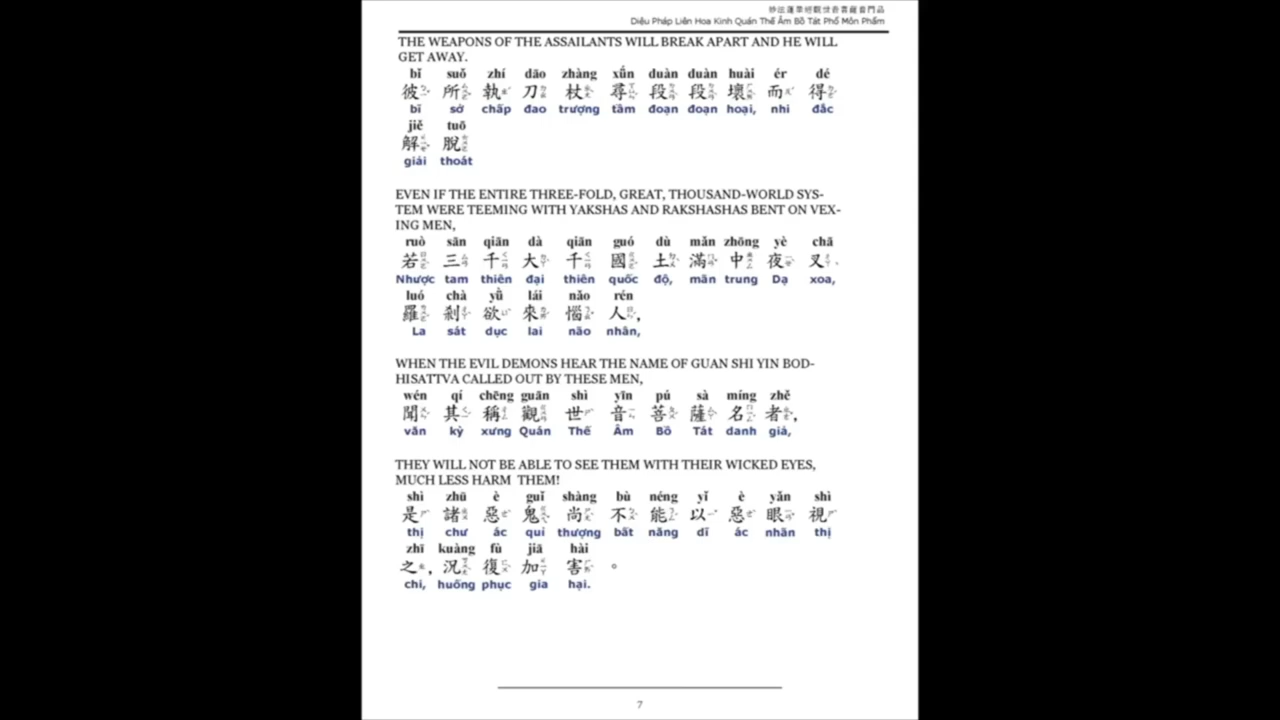 妙法蓮華經觀世音菩薩普門品
Diệu Pháp Liên Hoa Kinh Quán Thế Âm Bồ Tát Phổ Môn Phẩm
THE WEAPONS OF THE ASSAILANTS WILL BREAK APART AND HE WILL
GET AWAY.
bǐ suǒ zhí dāo zhàng xǘn duàn duàn huài ér dé
彼 所 執 刀 杖 尋 段 段 壞 而 得
bĩ sở chấp đao trượng tầm đoạn đoạn hoại, nhi đắc
jiě tuō
解 脫
giải thoát
EVEN IF THE ENTIRE THREE-FOLD, GREAT, THOUSAND-WORLD SYS-
TEM WERE TEEMING WITH YAKSHAS AND RAKSHASHAS BENT ON VEX-
ING MEN,
ruò sān qiān dà qiān guó dù mǎn zhōng yè chā
若 三 千 大 千 國 土 滿 中 夜 叉 、
Nhược tam thiên đại thiên quốc độ, mãn trung Dạ xoa,
luó chà yǜ lái nǎo rén
羅 剎 欲 來 惱 人 ，
La sát dục lai não nhân,
WHEN THE EVIL DEMONS HEAR THE NAME OF GUAN SHI YIN BOD-
HISATTVA CALLED OUT BY THESE MEN,
wén qí chēng guān shì yīn pú sà míng zhě
聞 其 稱 觀 世 音 菩 薩 名 者 ，
văn kỳ xưng Quán Thế Âm Bồ Tát danh giả,
THEY WILL NOT BE ABLE TO SEE THEM WITH THEIR WICKED EYES,
MUCH LESS HARM THEM!
shì zhū è guǐ shàng bù néng yǐ è yǎn shì
是 諸 惡 鬼 尚 不 能 以 惡 眼 視
thị chư ác quỉ thượng bất năng dĩ ác nhãn thị
zhī kuàng fù jiā hài
之 ， 況 復 加 害 。
chi, huống phục gia hại.
7